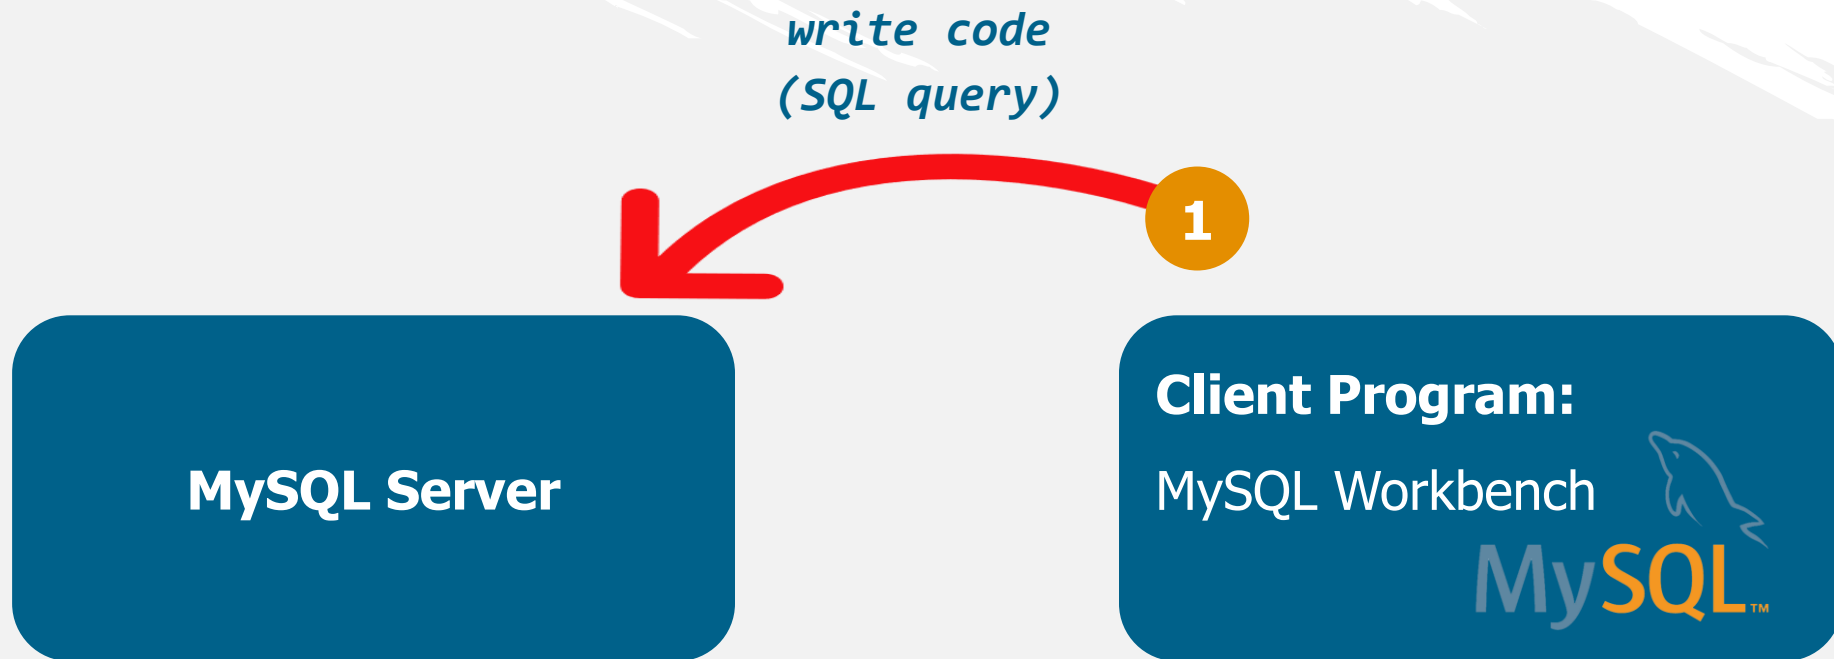 write code
(SQL query)
1
MySQL Server
Client Program:
MySQL Workbench
MySQL™